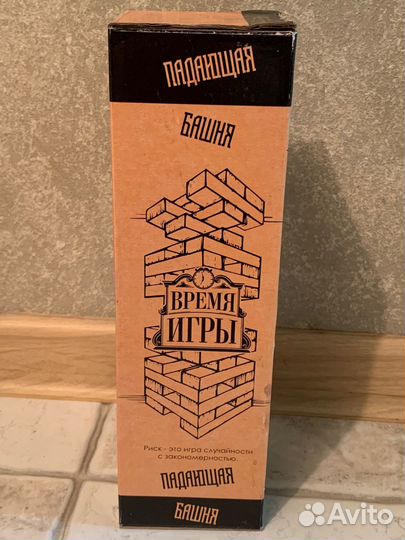 ПАДАЮЩАЯ
БАШНЯ
ВРЕМЯ
ИГРЫ
Риск - это игра случайности
с закономерностью.
ПАДАЮЩАЯ
БАШНЯ
Avito